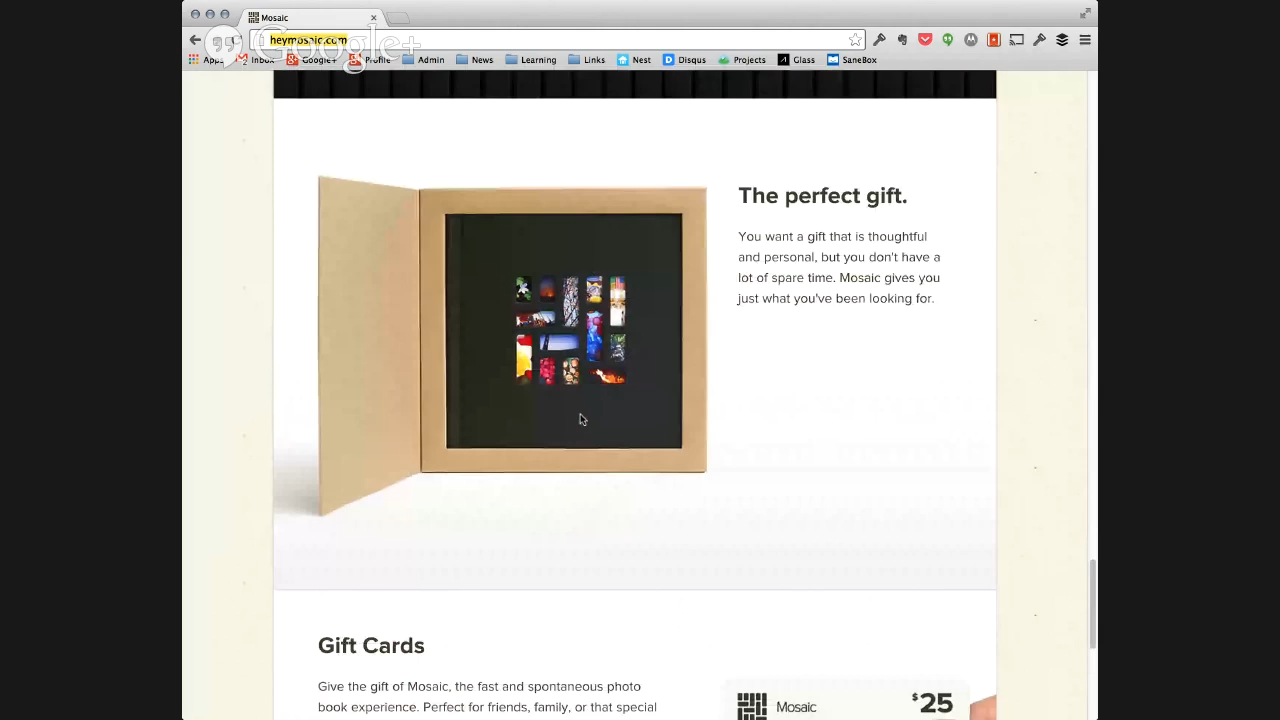 Mosaic
heymosaic.com
Google+
Apps Inbox Google+ Profile Admin News Learning Links Nest Disqus Projects Glass SaneBox
The perfect gift.
You want a gift that is thoughtful
and personal, but you don't have a
lot of spare time. Mosaic gives you
just what you've been looking for.
Gift Cards
Give the gift of Mosaic, the fast and spontaneous photo
book experience. Perfect for friends, family, or that special
Mosaic $25